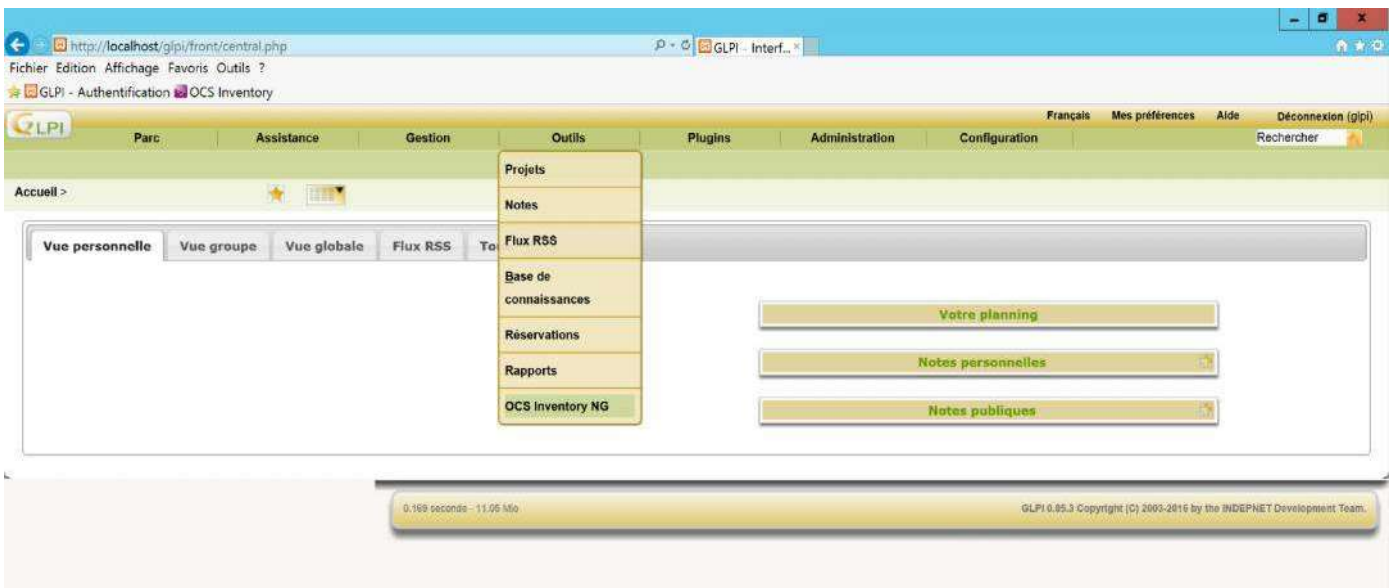 http://localhost/glpi/front/central.php
GLPI - Interf...
Fichier Edition Affichage Favoris Outils ?
GLPI - Authentification OCS Inventory
GLPI
Français Mes préférences Aide Déconnexion (glpi)
Parc Assistance Gestion Outils Plugins Administration Configuration Rechercher
Projets
Accueil >
Notes
Vue personnelle Vue groupe Vue globale Flux RSS
Flux RSS
Base de
connaissances
Réservations
Rapports
OCS Inventory NG
Votre planning
Notes personnelles
Notes publiques
0.169 seconds - 11.05 Mio
GLPI 0.85.3 Copyright (C) 2003-2016 by the INDEPNET Development Team.